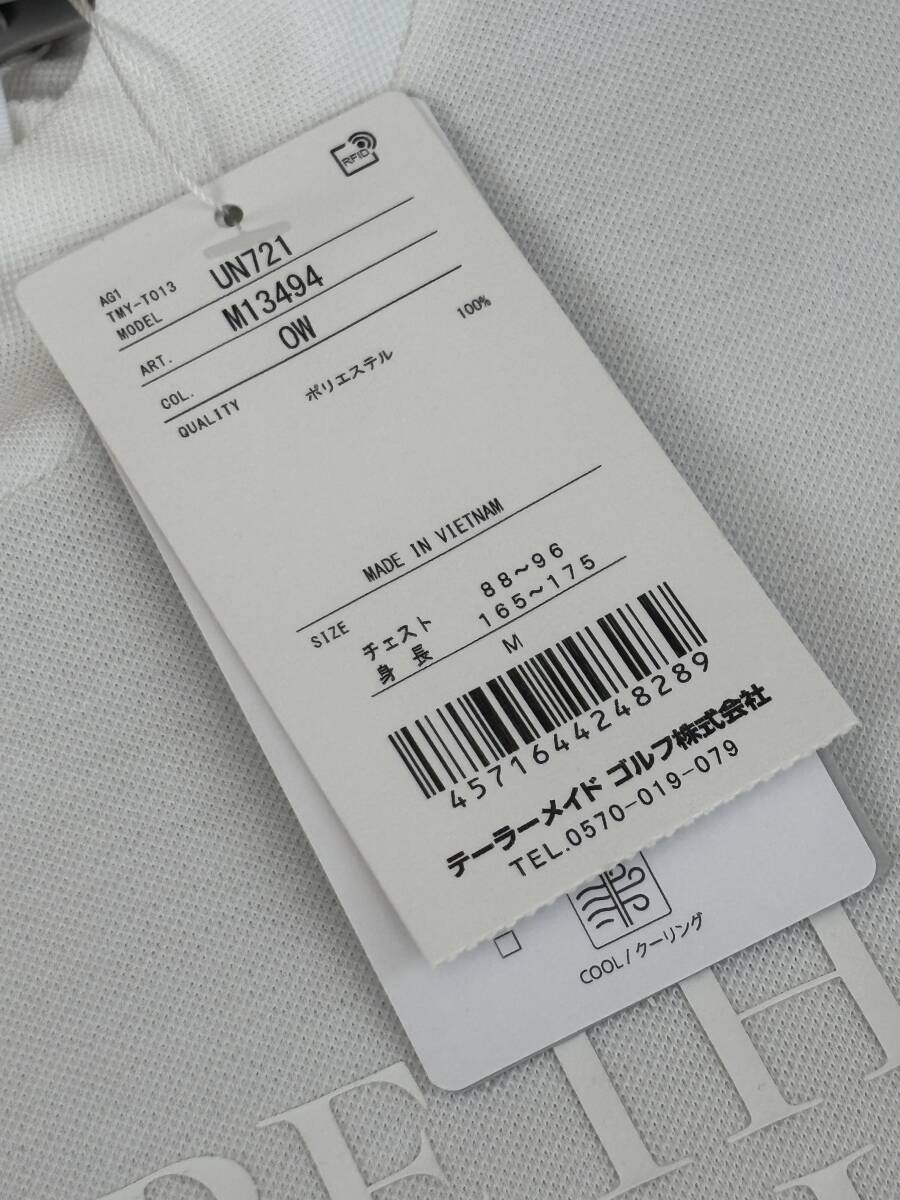 RFID
AG1
TMY-T013
MODEL UN721
ART. M13494
COL. OW
QUALITY ポリエステル 100%
MADE IN VIETNAM
SIZE チェスト 88~96
身長 165~175
M
4571644248289
テーラーメイド ゴルフ株式会社
TEL.0570-019-079
COOL/クーリング